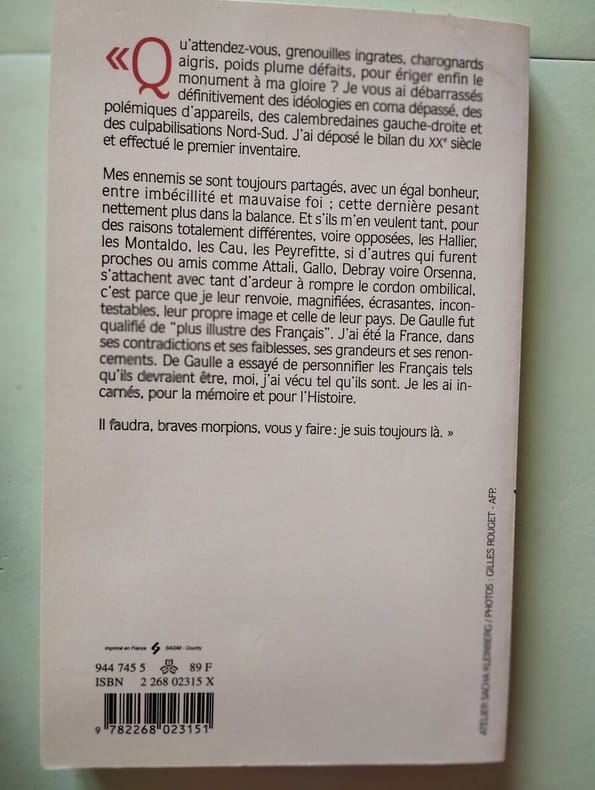 « Qu'attendez-vous, grenouilles ingrates, charognards
aigris, poids plume défaits, pour ériger enfin le
monument à ma gloire ? Je vous ai débarrassés
définitivement des idéologies en coma dépassé, des
polémiques d'appareils, des calembredaines gauche-droite et
des culpabilisations Nord-Sud. J'ai déposé le bilan du XXe siècle
et effectué le premier inventaire.
Mes ennemis se sont toujours partagés, avec un égal bonheur,
entre imbécillité et mauvaise foi ; cette dernière pesant
nettement plus dans la balance. Et s'ils m'en veulent tant, pour
des raisons totalement différentes, voire opposées, les Hallier,
les Montaldo, les Cau, les Peyrefitte, si d'autres qui furent
proches ou amis comme Attali, Gallo, Debray voire Orsenna,
s'attachent avec tant d'ardeur à rompre le cordon ombilical,
c'est parce que je leur renvoie, magnifiées, écrasantes, incon-
testables, leur propre image et celle de leur pays. De Gaulle fut
qualifié de “plus illustre des Français”. J'ai été la France, dans
ses contradictions et ses faiblesses, ses grandeurs et ses renon-
cements. De Gaulle a essayé de personnifier les Français tels
qu'ils devraient être, moi, j'ai vécu tel qu'ils sont. Je les ai in-
carnés, pour la mémoire et pour l'Histoire.
Il faudra, braves morpions, vous y faire : je suis toujours là. »
ATELIER SACHA KLEINBERG / PHOTOS : GILLES ROUGET - AFP.
Imprimé en France SAGIM - Courtry
944 745 5 89 F
ISBN 2 268 02315 X
9 782268 023151